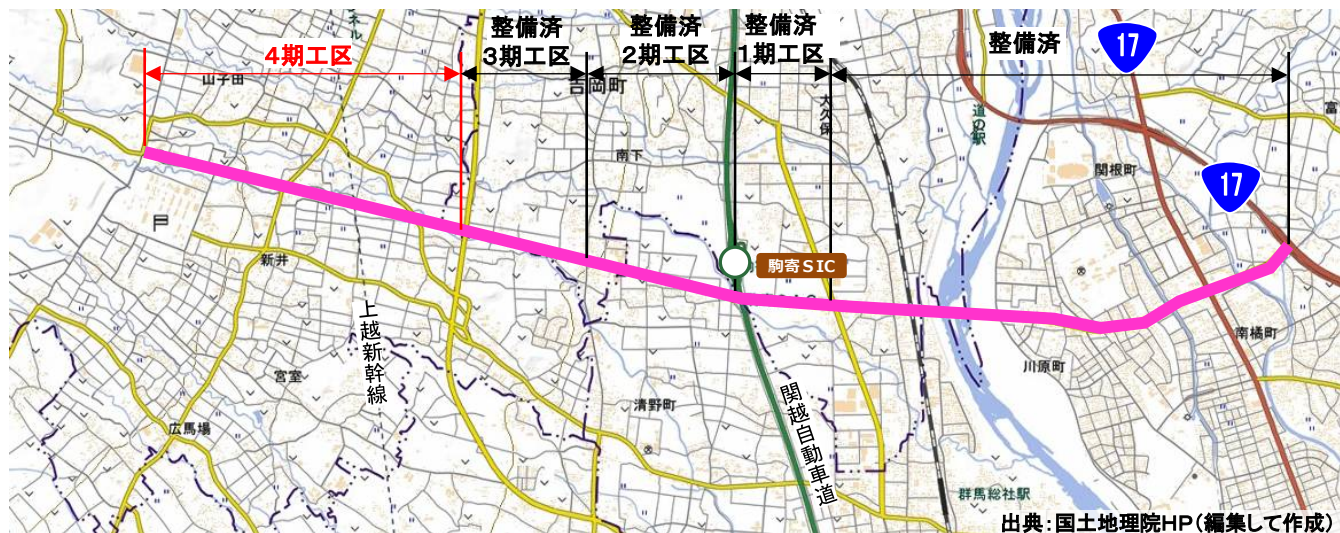 整備済
3期工区
整備済
2期工区
整備済
1期工区
整備済
4期工区
17
山子田
吉岡町
大久保
道の駅
関根町
富
南下
17
新井
駒寄SIC
上越新幹線
南橘町
川原町
宮室
清野町
関越自動車道
広馬場
群馬総社駅
出典:国土地理院HP(編集して作成)